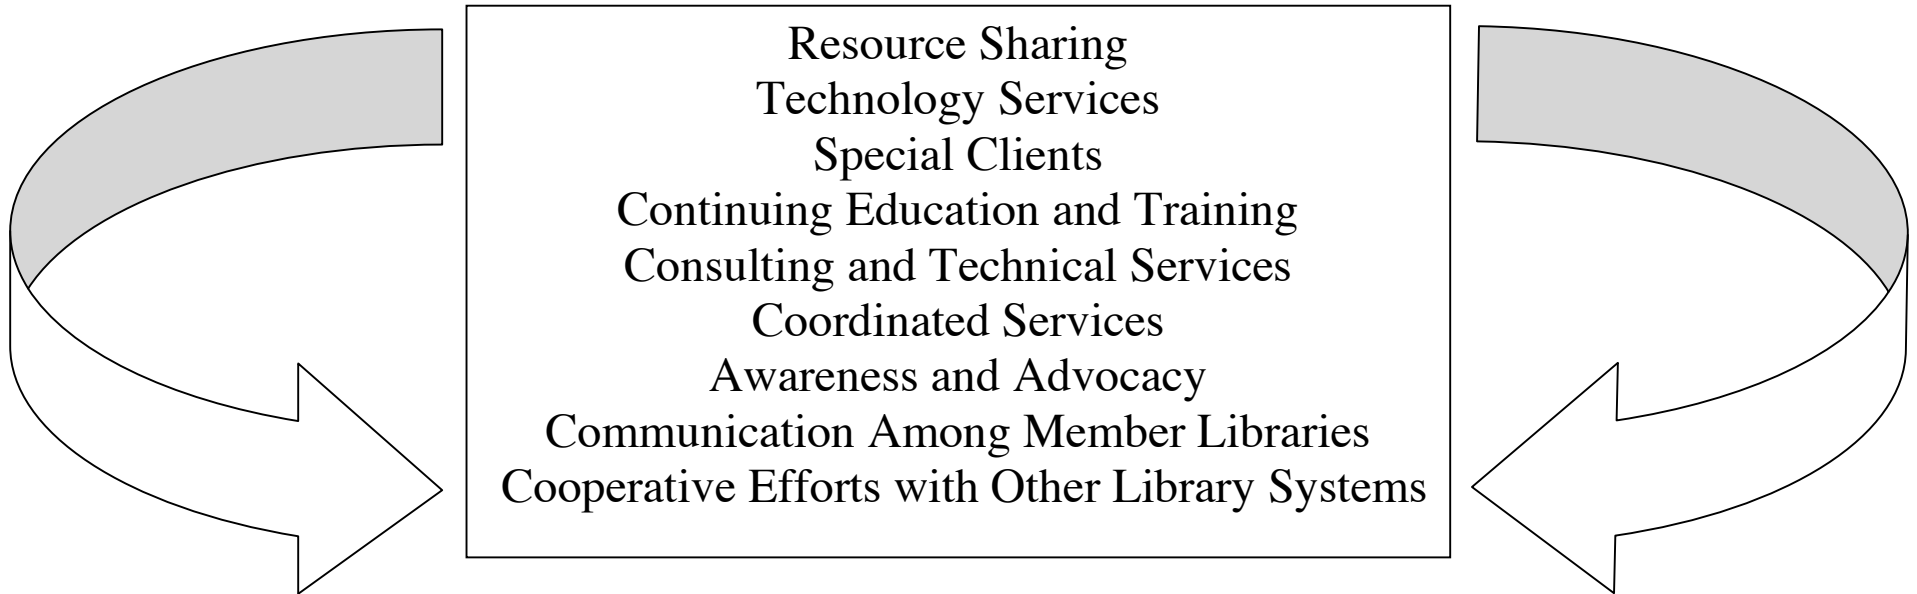 Resource Sharing
Technology Services
Special Clients
Continuing Education and Training
Consulting and Technical Services
Coordinated Services
Awareness and Advocacy
Communication Among Member Libraries
Cooperative Efforts with Other Library Systems